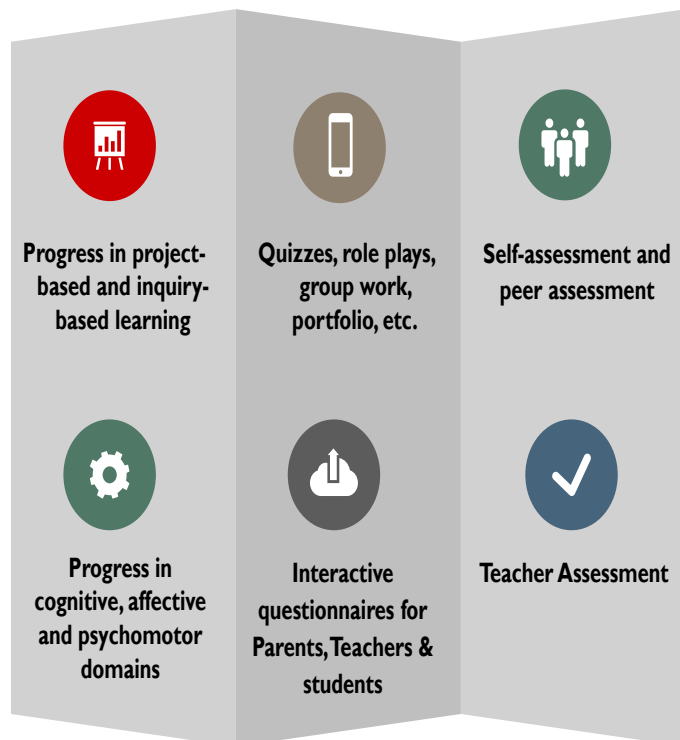 Progress in project-
based and inquiry-
based learning
Quizzes, role plays,
group work,
portfolio, etc.
Self-assessment and
peer assessment
Progress in
cognitive, affective
and psychomotor
domains
Interactive
questionnaires for
Parents, Teachers &
students
Teacher Assessment